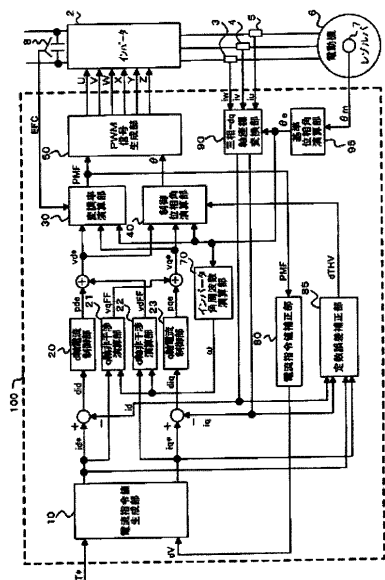 100
T*
10
電流指令値
生成部
id*
iq*
dV
+
-
id
+
-
iq
did
diq
20
d軸電流
制御部
21
q軸非干渉
演算部
22
d軸非干渉
演算部
23
q軸電流
制御部
pde
vdFF
vqFF
pqe
ω
vd*
vq*
30
変換率
演算部
40
制御
位相角
演算部
70
インバータ
角周波数
演算部
80
電流指令値補正部
85
定数誤差補正部
PMF
dTHV
EFC
PMF
θ
50
PWM
信号
生成部
U
V
W
X
Y
Z
8
2
インバータ
3
4
5
iw
iv
iu
90
三相-dq
軸座標
変換部
θe
95
基準
位相角
演算部
θm
6
電動機
7
レゾルバ